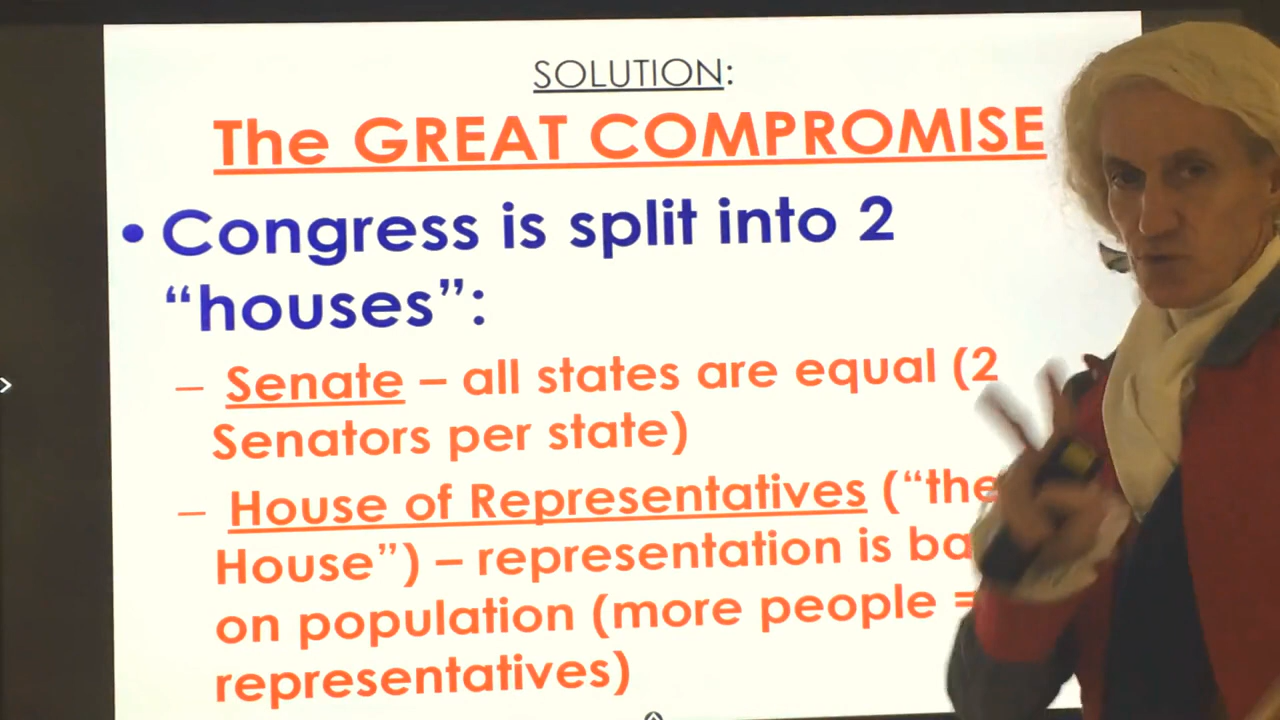 SOLUTION:
The GREAT COMPROMISE
• Congress is split into 2
“houses”:
– Senate – all states are equal (2
Senators per state)
– House of Representatives (“the
House”) – representation is ba
on population (more people =
representatives)